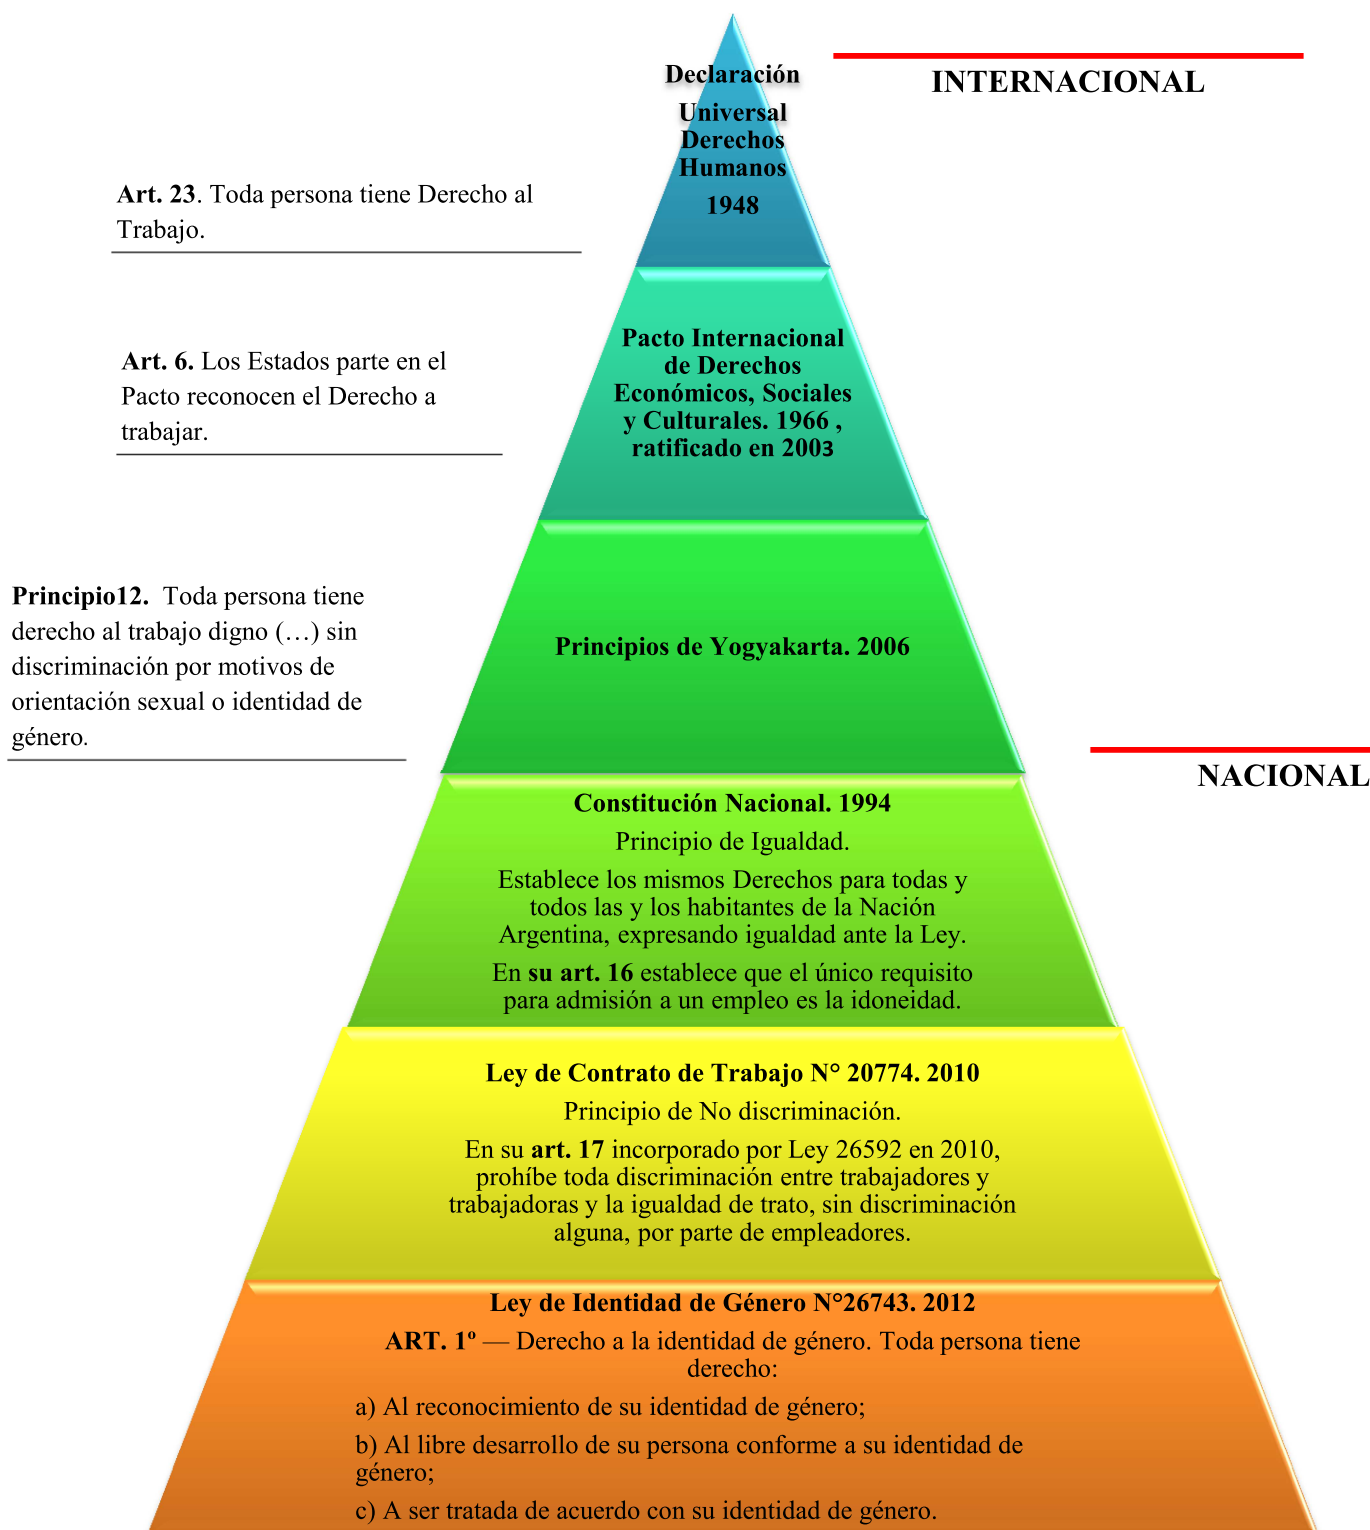 Declaración
Universal
Derechos
Humanos
1948
INTERNACIONAL
Art. 23. Toda persona tiene Derecho al
Trabajo.
Pacto Internacional
de Derechos
Económicos, Sociales
y Culturales. 1966 ,
ratificado en 2003
Art. 6. Los Estados parte en el
Pacto reconocen el Derecho a
trabajar.
Principios de Yogyakarta. 2006
Principio12.  Toda persona tiene
derecho al trabajo digno (…) sin
discriminación por motivos de
orientación sexual o identidad de
género.
NACIONAL
Constitución Nacional. 1994
Principio de Igualdad.
Establece los mismos Derechos para todas y
todos las y los habitantes de la Nación
Argentina, expresando igualdad ante la Ley.
En su art. 16 establece que el único requisito
para admisión a un empleo es la idoneidad.
Ley de Contrato de Trabajo N° 20774. 2010
Principio de No discriminación.
En su art. 17 incorporado por Ley 26592 en 2010,
prohíbe toda discriminación entre trabajadores y
trabajadoras y la igualdad de trato, sin discriminación
alguna, por parte de empleadores.
Ley de Identidad de Género N°26743. 2012
ART. 1º — Derecho a la identidad de género. Toda persona tiene
derecho:
a) Al reconocimiento de su identidad de género;
b) Al libre desarrollo de su persona conforme a su identidad de
género;
c) A ser tratada de acuerdo con su identidad de género.